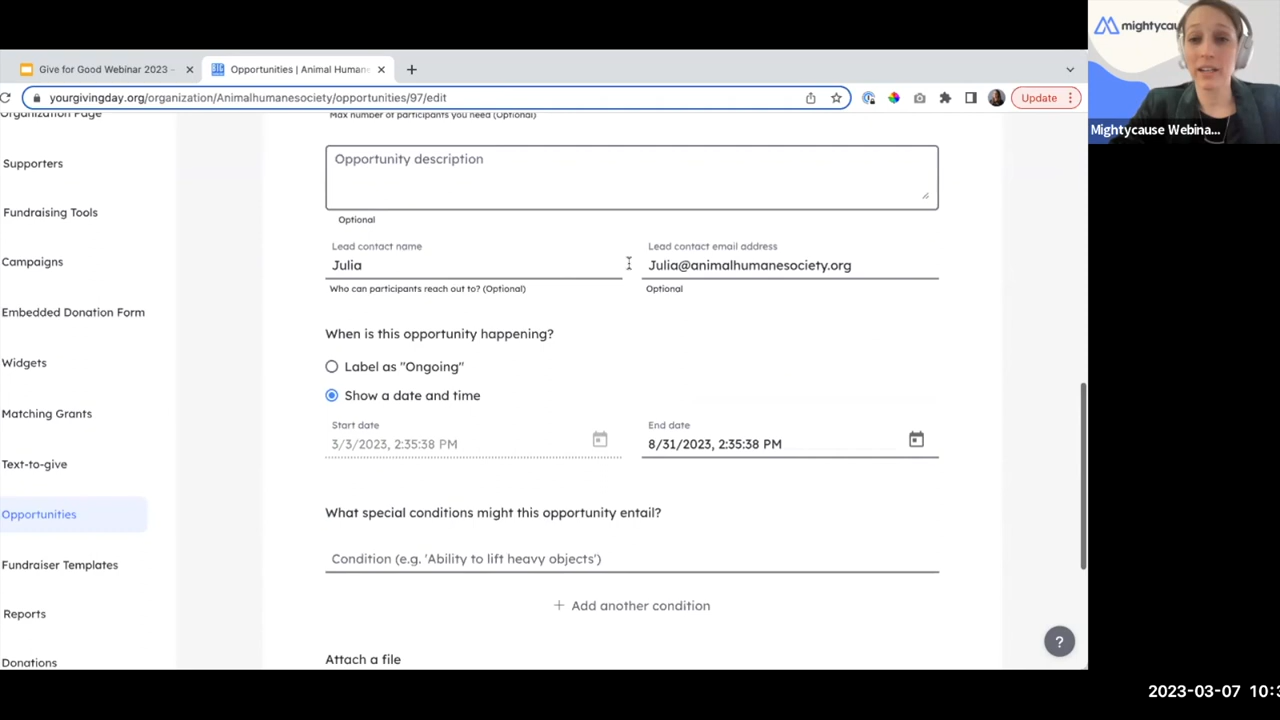 Give for Good Webinar 2023 -
Opportunities | Animal Humane
yourgivingday.org/organization/Animalhumanesociety/opportunities/97/edit
Update
mightycau
Mightycause Webina...
Organization Page
Supporters
Fundraising Tools
Campaigns
Embedded Donation Form
Widgets
Matching Grants
Text-to-give
Opportunities
Fundraiser Templates
Reports
Donations
Max number of participants you need (Optional)
Opportunity description
Optional
Lead contact name
Lead contact email address
Julia
Julia@animalhumanesociety.org
Who can participants reach out to? (Optional)
Optional
When is this opportunity happening?
Label as "Ongoing"
Show a date and time
Start date
End date
3/3/2023, 2:35:38 PM
8/31/2023, 2:35:38 PM
What special conditions might this opportunity entail?
Condition (e.g. 'Ability to lift heavy objects')
+ Add another condition
Attach a file
?
2023-03-07 10:3